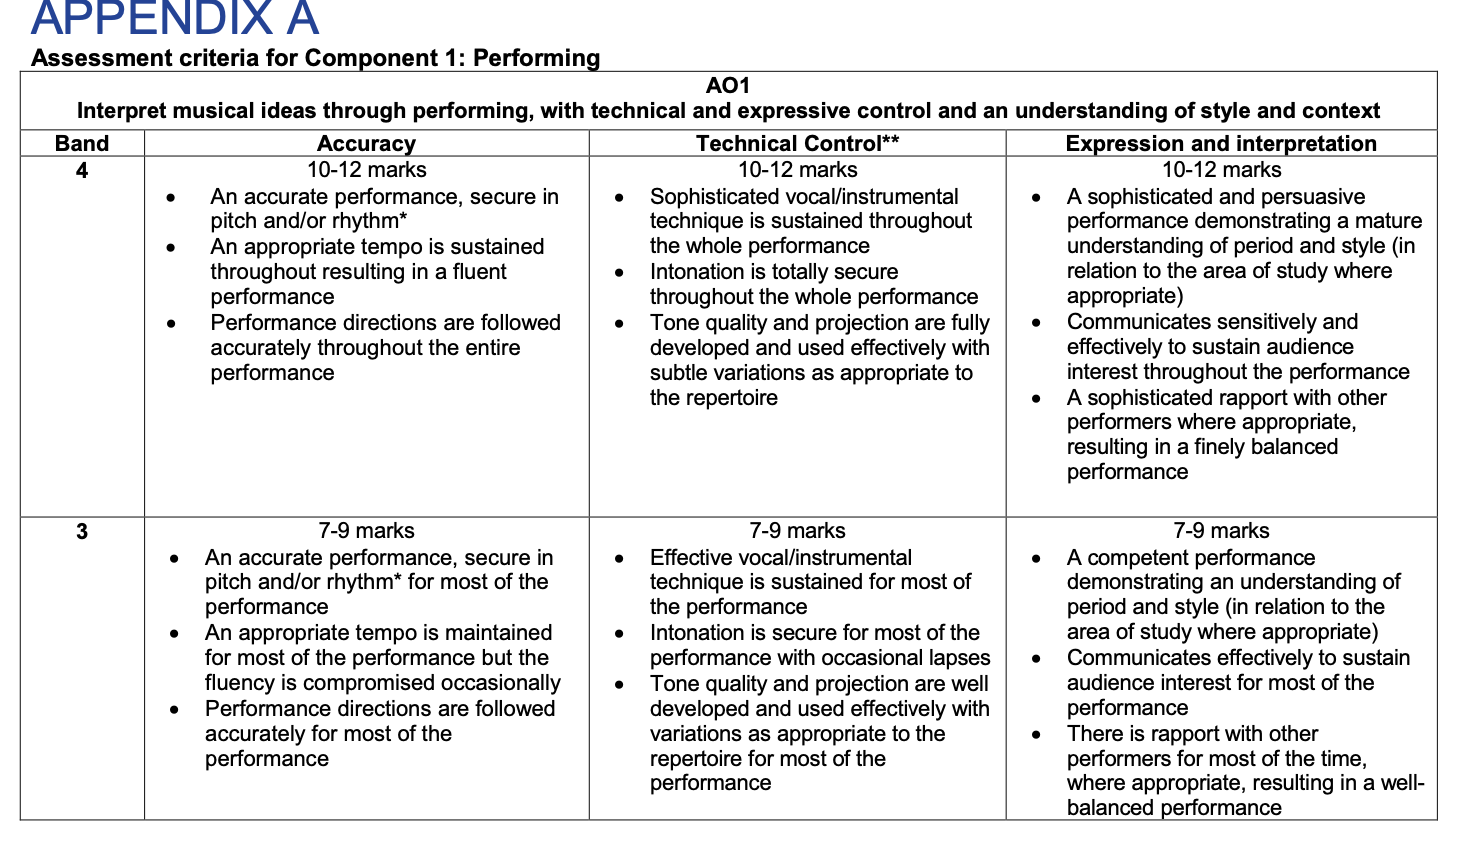 APPENDIX A
Assessment criteria for Component 1: Performing
AO1
Interpret musical ideas through performing, with technical and expressive control and an understanding of style and context
Band
Accuracy
Technical Control**
Expression and interpretation
4
10-12 marks
• An accurate performance, secure in
pitch and/or rhythm*
• An appropriate tempo is sustained
throughout resulting in a fluent
performance
• Performance directions are followed
accurately throughout the entire
performance
10-12 marks
• Sophisticated vocal/instrumental
technique is sustained throughout
the whole performance
• Intonation is totally secure
throughout the whole performance
• Tone quality and projection are fully
developed and used effectively with
subtle variations as appropriate to
the repertoire
10-12 marks
• A sophisticated and persuasive
performance demonstrating a mature
understanding of period and style (in
relation to the area of study where
appropriate)
• Communicates sensitively and
effectively to sustain audience
interest throughout the performance
• A sophisticated rapport with other
performers where appropriate,
resulting in a finely balanced
performance
3
7-9 marks
• An accurate performance, secure in
pitch and/or rhythm* for most of the
performance
• An appropriate tempo is maintained
for most of the performance but the
fluency is compromised occasionally
• Performance directions are followed
accurately for most of the
performance
7-9 marks
• Effective vocal/instrumental
technique is sustained for most of
the performance
• Intonation is secure for most of the
performance with occasional lapses
• Tone quality and projection are well
developed and used effectively with
variations as appropriate to the
repertoire for most of the
performance
7-9 marks
• A competent performance
demonstrating an understanding of
period and style (in relation to the
area of study where appropriate)
• Communicates effectively to sustain
audience interest for most of the
performance
• There is rapport with other
performers for most of the time,
where appropriate, resulting in a well-
balanced performance